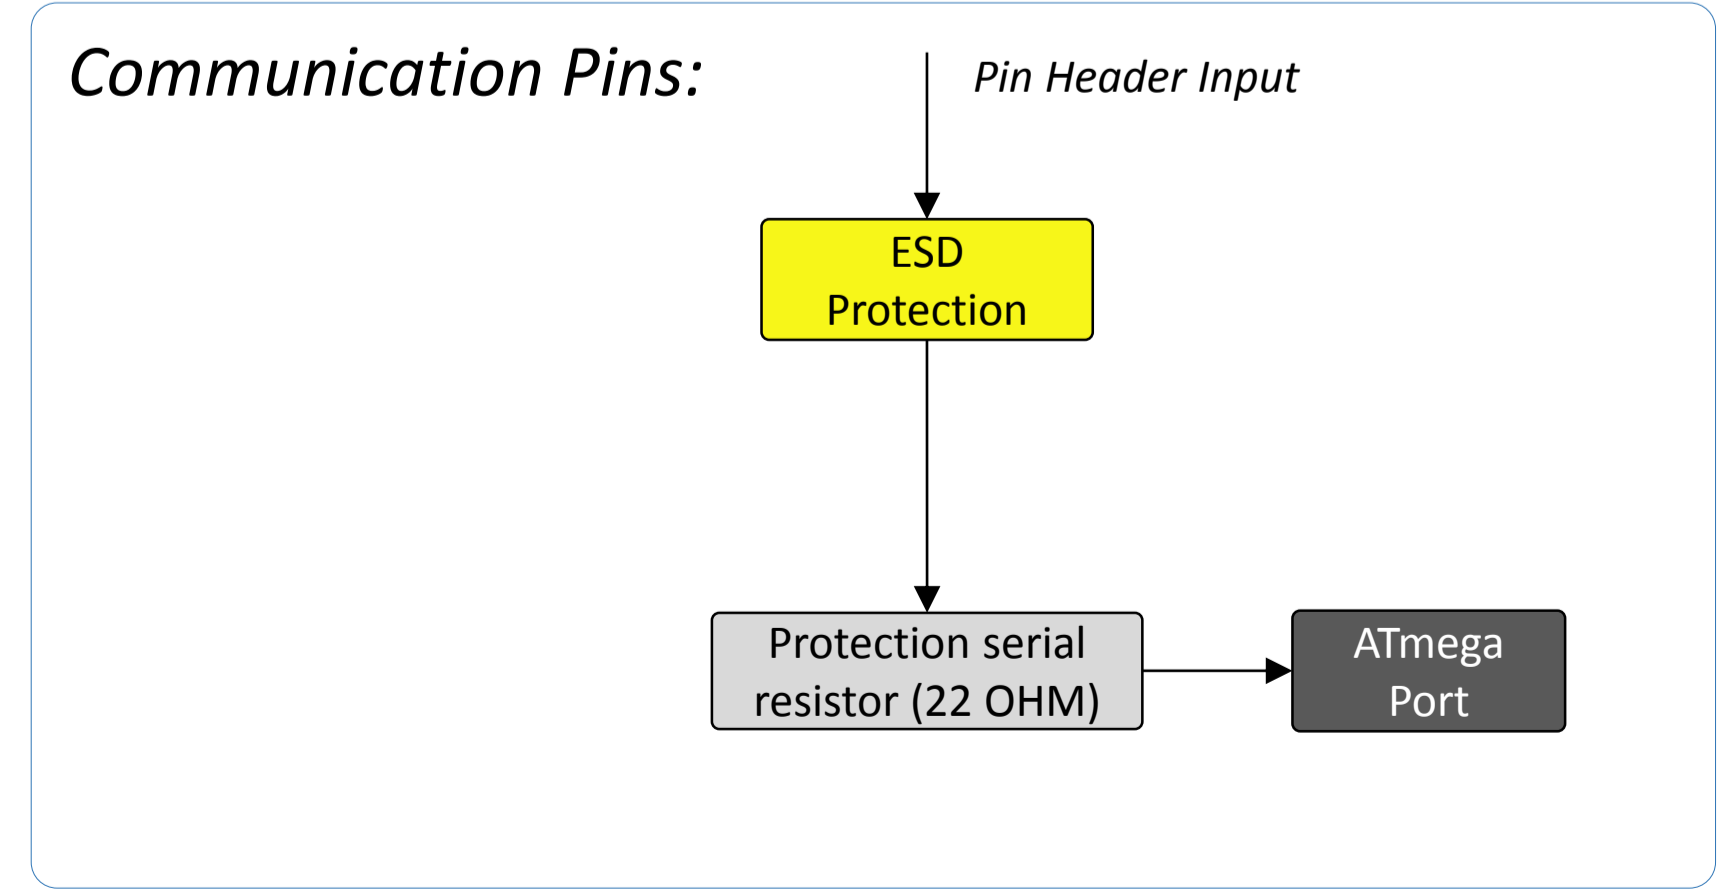 Communication Pins:
Pin Header Input
ESD
Protection
Protection serial
resistor (22 OHM)
ATmega
Port